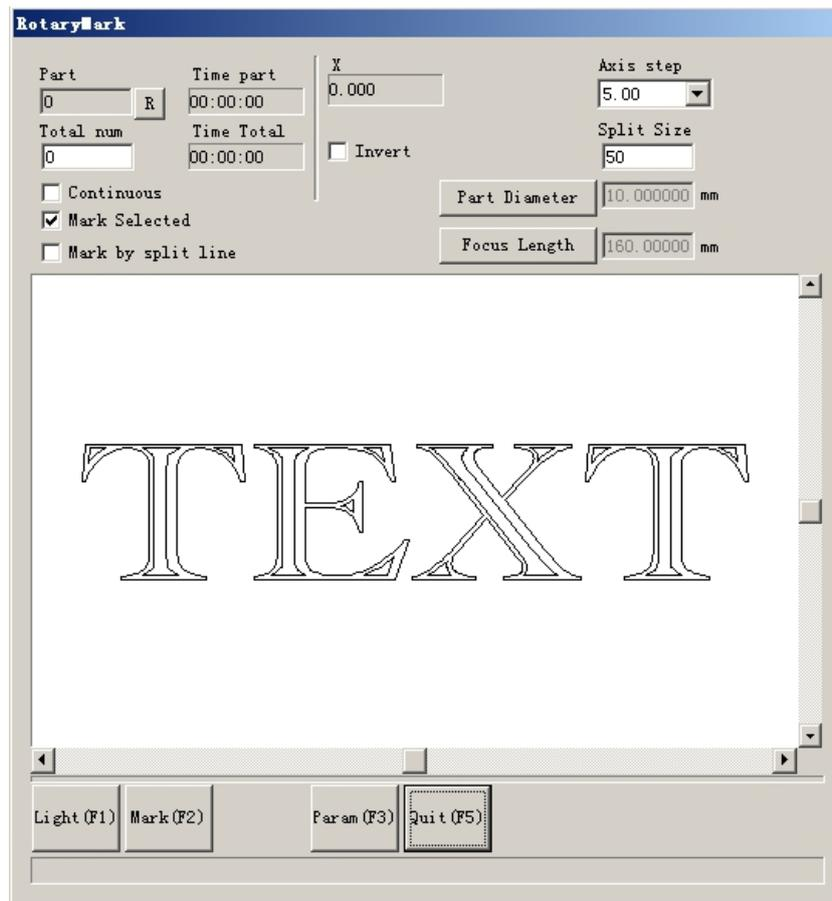 RotaryMark
Part Time part X Axis step
0 R 00:00:00 0.000 5.00
Total num Time Total Split Size
0 00:00:00 Invert 50
Continuous Part Diameter 10.000000 mm
Mark Selected
Mark by split line Focus Length 160.00000 mm
TEXT
Light(F1) Mark(F2) Param(F3) Quit(F5)